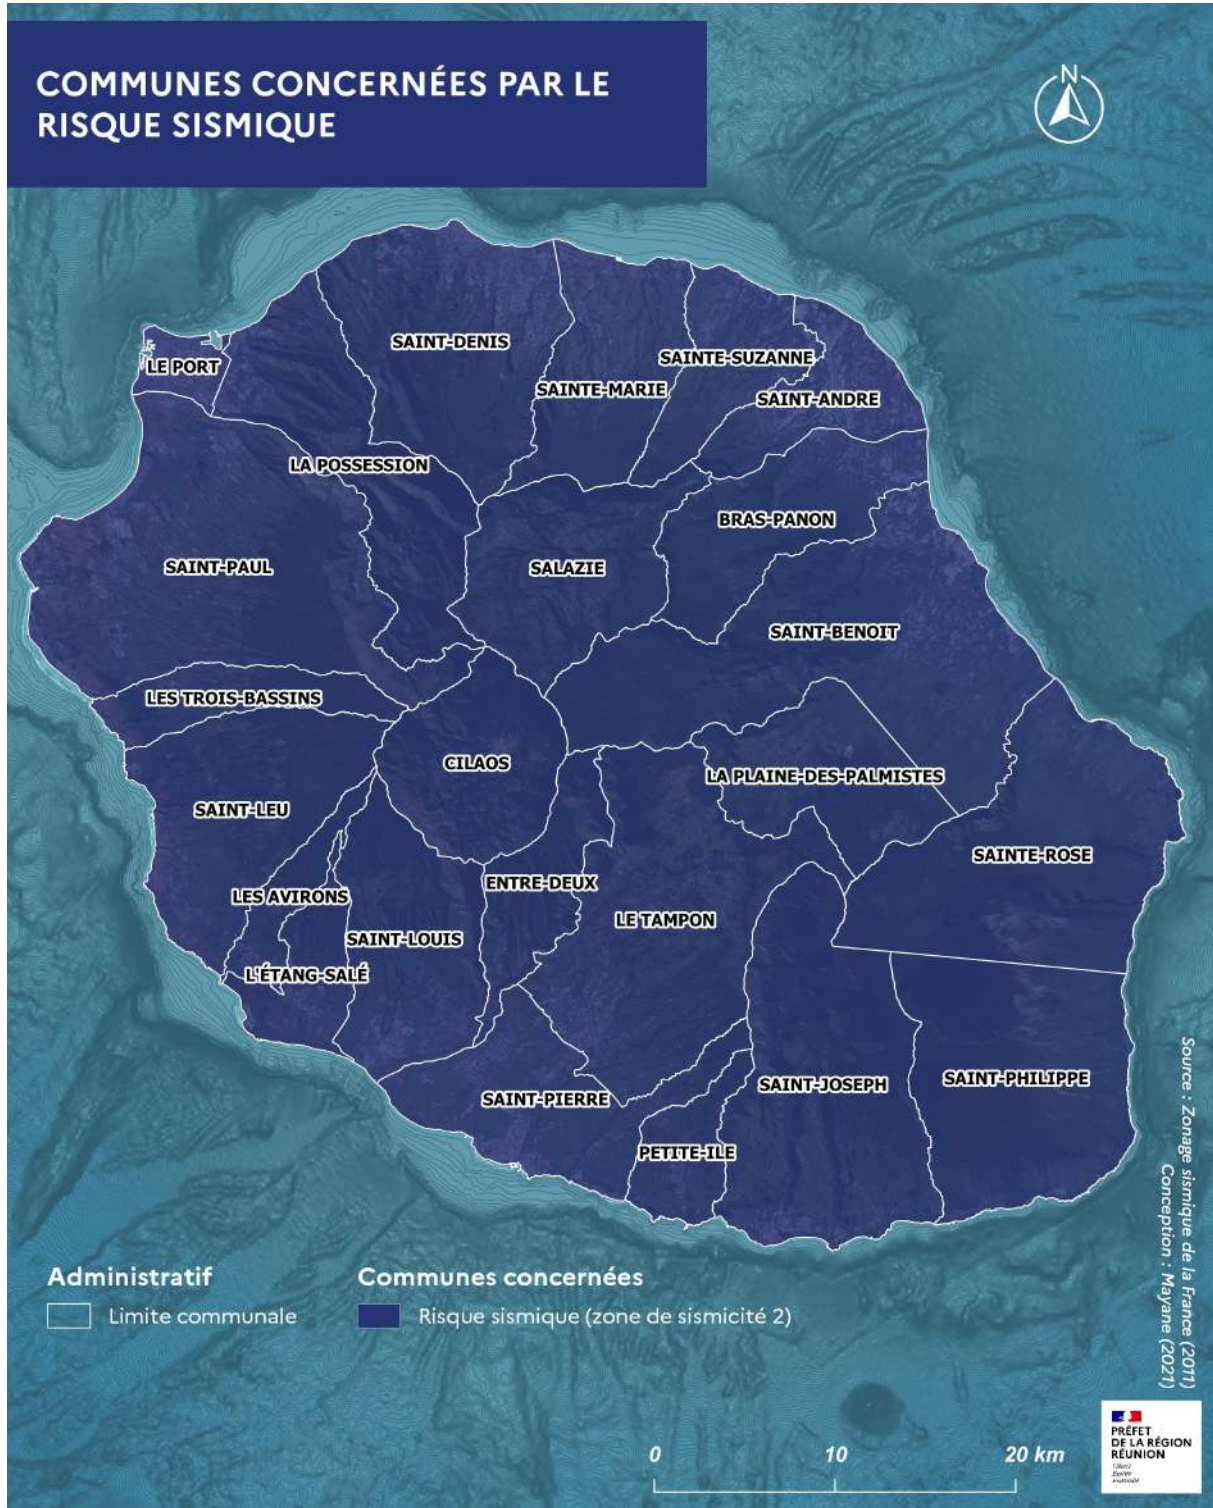 COMMUNES CONCERNÉES PAR LE
RISQUE SISMIQUE
N
SAINT-DENIS
LE PORT
SAINTE-SUZANNE
SAINTE-MARIE
SAINT-ANDRE
LA POSSESSION
BRAS-PANON
SAINT-PAUL
SALAZIE
SAINT-BENOIT
LES TROIS-BASSINS
CILAOS
LA PLAINE-DES-PALMISTES
SAINT-LEU
SAINTE-ROSE
ENTRE-DEUX
LES AVIRONS
LE TAMPON
SAINT-LOUIS
L'ÉTANG-SALÉ
SAINT-PHILIPPE
SAINT-JOSEPH
SAINT-PIERRE
PETITE-ILE
Source : Zonage sismique de la France (2011)
Conception : Mayane (2021)
Administratif
Limite communale
Communes concernées
Risque sismique (zone de sismicité 2)
0 10 20 km
PRÉFET
DE LA RÉGION
RÉUNION